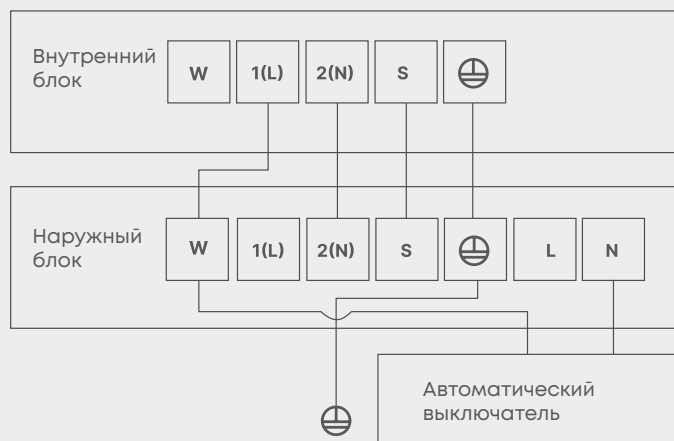 Внутренний
блок
W 1(L) 2(N) S
Наружный
блок
W 1(L) 2(N) S L N
Автоматический
выключатель